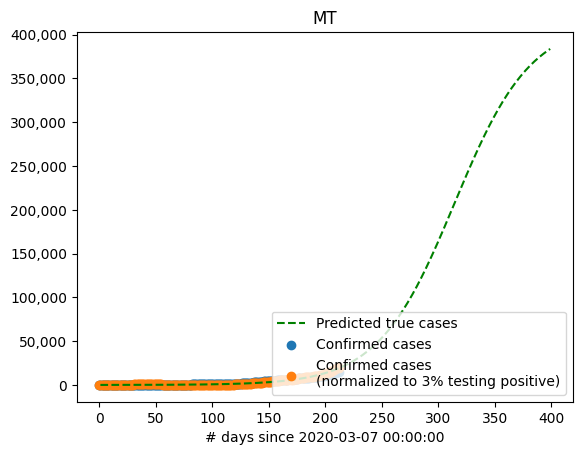 MT
400,000
350,000
300,000
250,000
200,000
150,000
100,000
50,000
0
Predicted true cases
Confirmed cases
Confirmed cases
(normalized to 3% testing positive)
0 50 100 150 200 250 300 350 400
# days since 2020-03-07 00:00:00